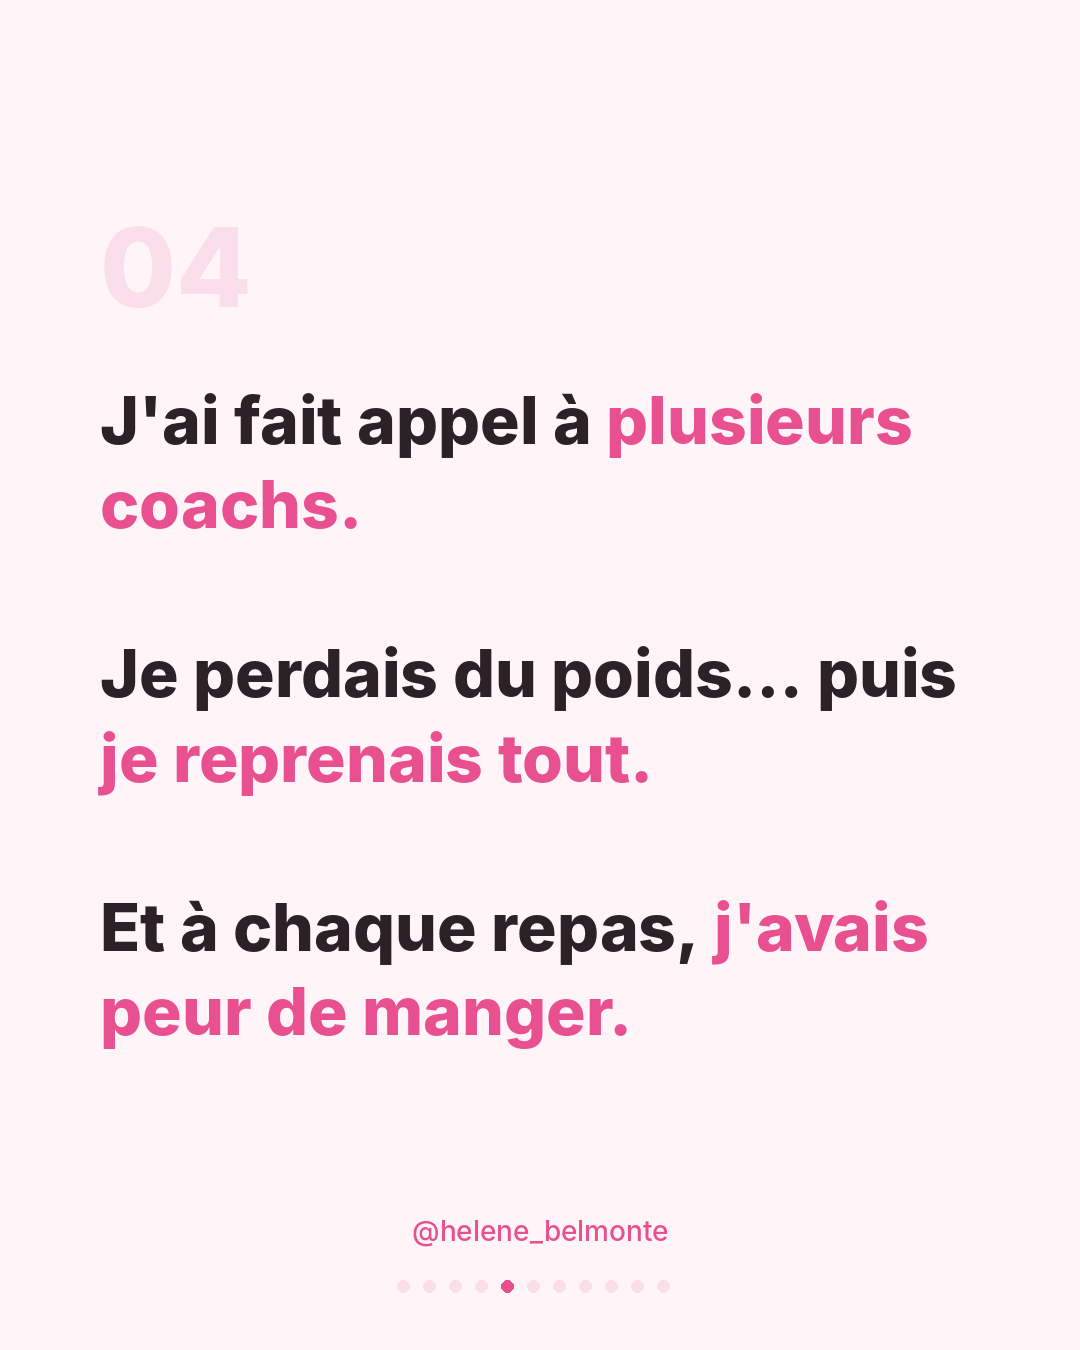 04
J'ai fait appel à plusieurs
coachs.
Je perdais du poids... puis
je reprenais tout.
Et à chaque repas, j'avais
peur de manger.
@helene_belmonte